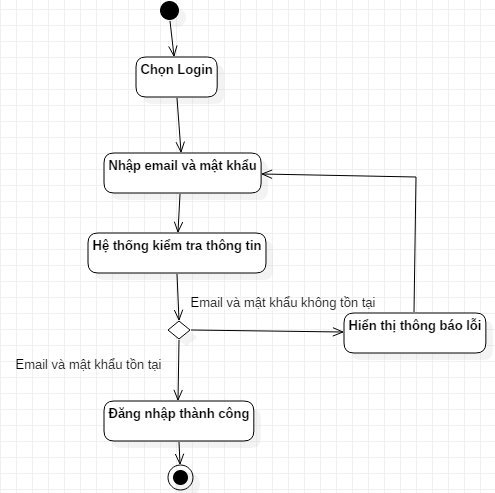 Chọn Login
Nhập email và mật khẩu
Hệ thống kiểm tra thông tin
Email và mật khẩu không tồn tại
Hiển thị thông báo lỗi
Email và mật khẩu tồn tại
Đăng nhập thành công